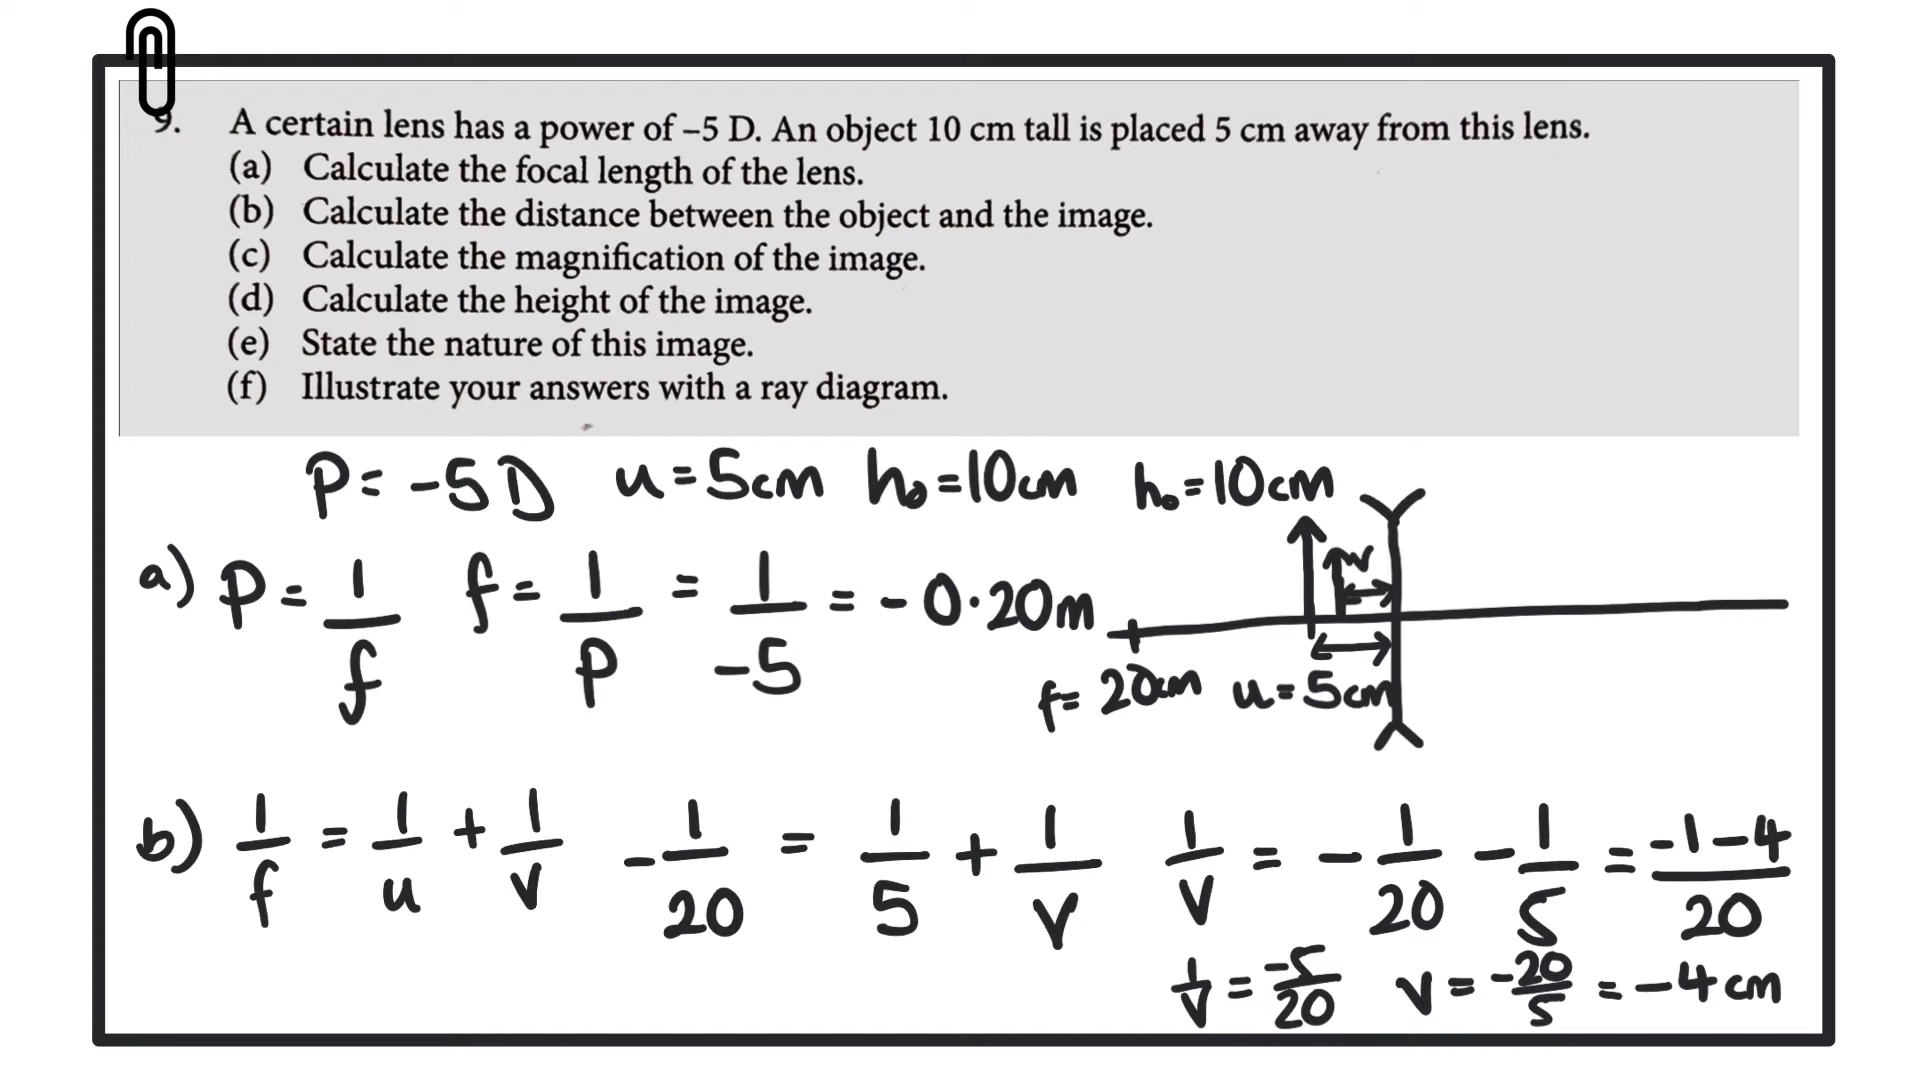 9. A certain lens has a power of –5 D. An object 10 cm tall is placed 5 cm away from this lens.
(a) Calculate the focal length of the lens.
(b) Calculate the distance between the object and the image.
(c) Calculate the magnification of the image.
(d) Calculate the height of the image.
(e) State the nature of this image.
(f) Illustrate your answers with a ray diagram.
P = -5 D u = 5cm h₀ = 10cm h₀ = 10cm
a) P = 1/f f = 1/P = 1/-5 = -0.20m
v
f = 20cm u = 5cm
b) 1/f = 1/u + 1/v -1/20 = 1/5 + 1/v 1/v = -1/20 - 1/5 = -1-4/20
1/v = -5/20 v = -20/5 = -4cm